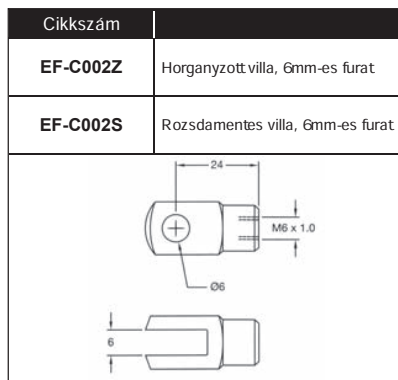 Cikkszám
EF-C002Z Horganyzott villa, 6mm-es furat
EF-C002S Rozsdamentes villa, 6mm-es furat
24
M6 x 1.0
Ø6
6